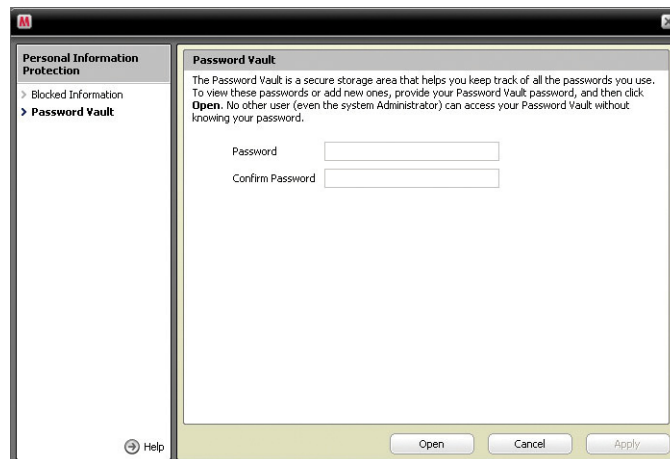 M
Personal Information
Protection
> Blocked Information
> Password Vault
Help
Password Vault
The Password Vault is a secure storage area that helps you keep track of all the passwords you use.
To view these passwords or add new ones, provide your Password Vault password, and then click
Open. No other user (even the system Administrator) can access your Password Vault without
knowing your password.
Password
Confirm Password
Open
Cancel
Apply